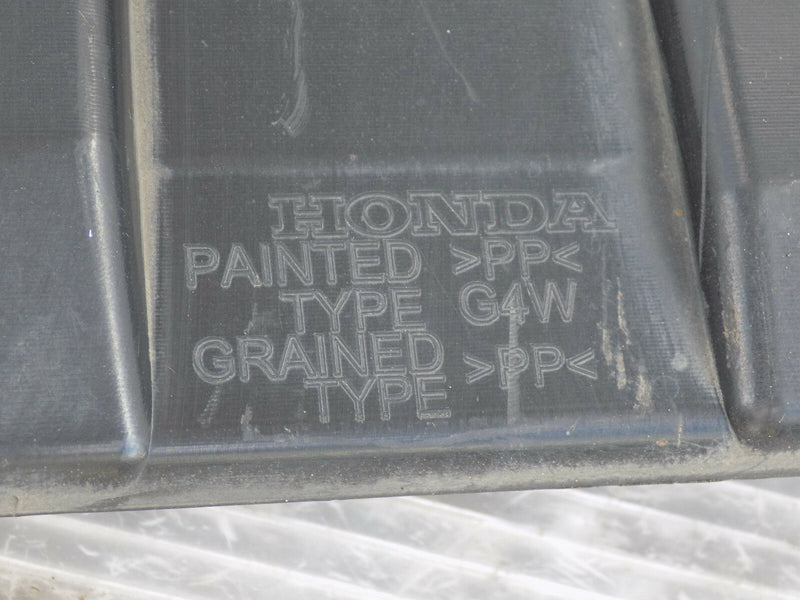 HONDA
PAINTED >PP<
TYPE G4W
GRAINED >PP<
TYPE